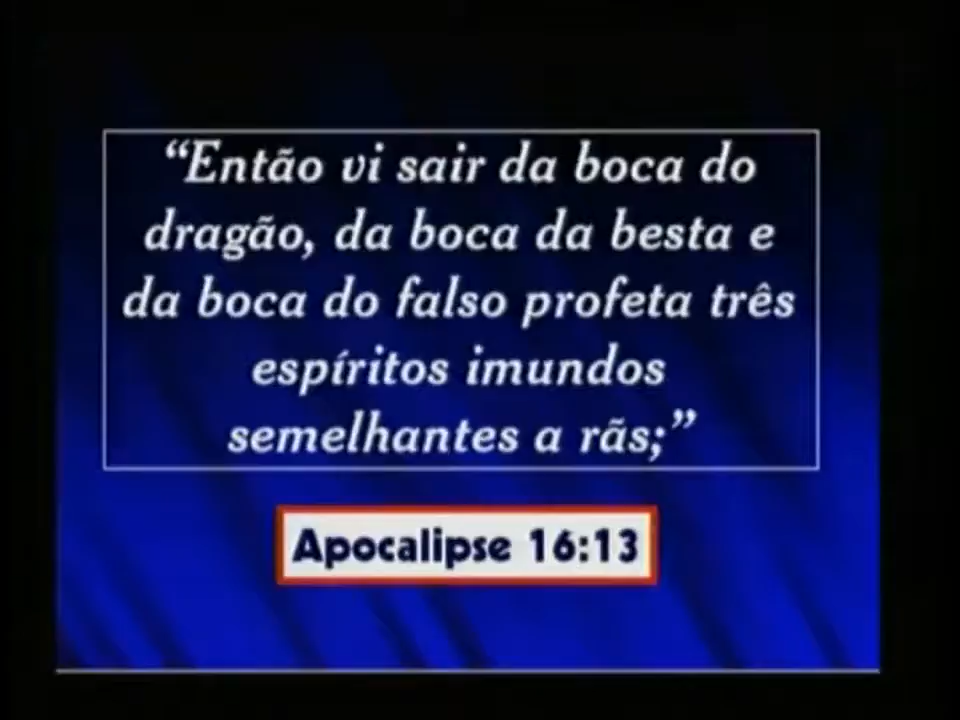 “Então vi sair da boca do
dragão, da boca da besta e
da boca do falso profeta três
espíritos imundos
semelhantes a rãs;”
Apocalipse 16:13